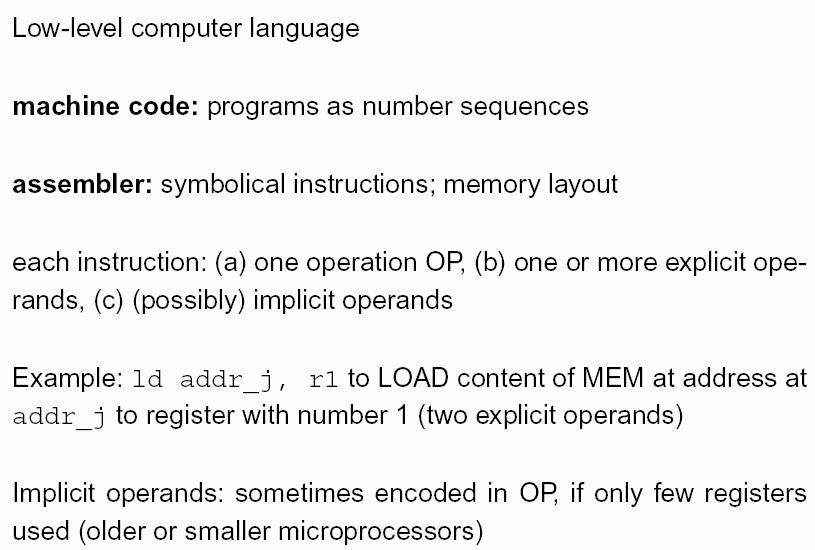 Low-level computer language
machine code: programs as number sequences
assembler: symbolical instructions; memory layout
each instruction: (a) one operation OP, (b) one or more explicit ope-
rands, (c) (possibly) implicit operands
Example: ld addr_j, r1 to LOAD content of MEM at address at
addr_j to register with number 1 (two explicit operands)
Implicit operands: sometimes encoded in OP, if only few registers
used (older or smaller microprocessors)